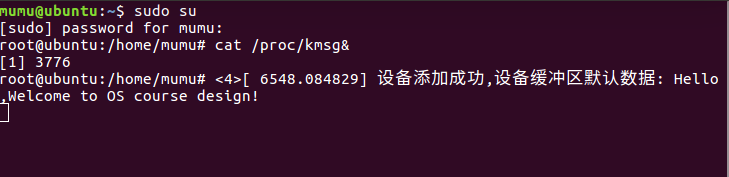 mumu@ubuntu:~$ sudo su
[sudo] password for mumu:
root@ubuntu:/home/mumu# cat /proc/kmsg&
[1] 3776
root@ubuntu:/home/mumu# <4>[ 6548.084829] 设备添加成功,设备缓冲区默认数据: Hello
,Welcome to OS course design!